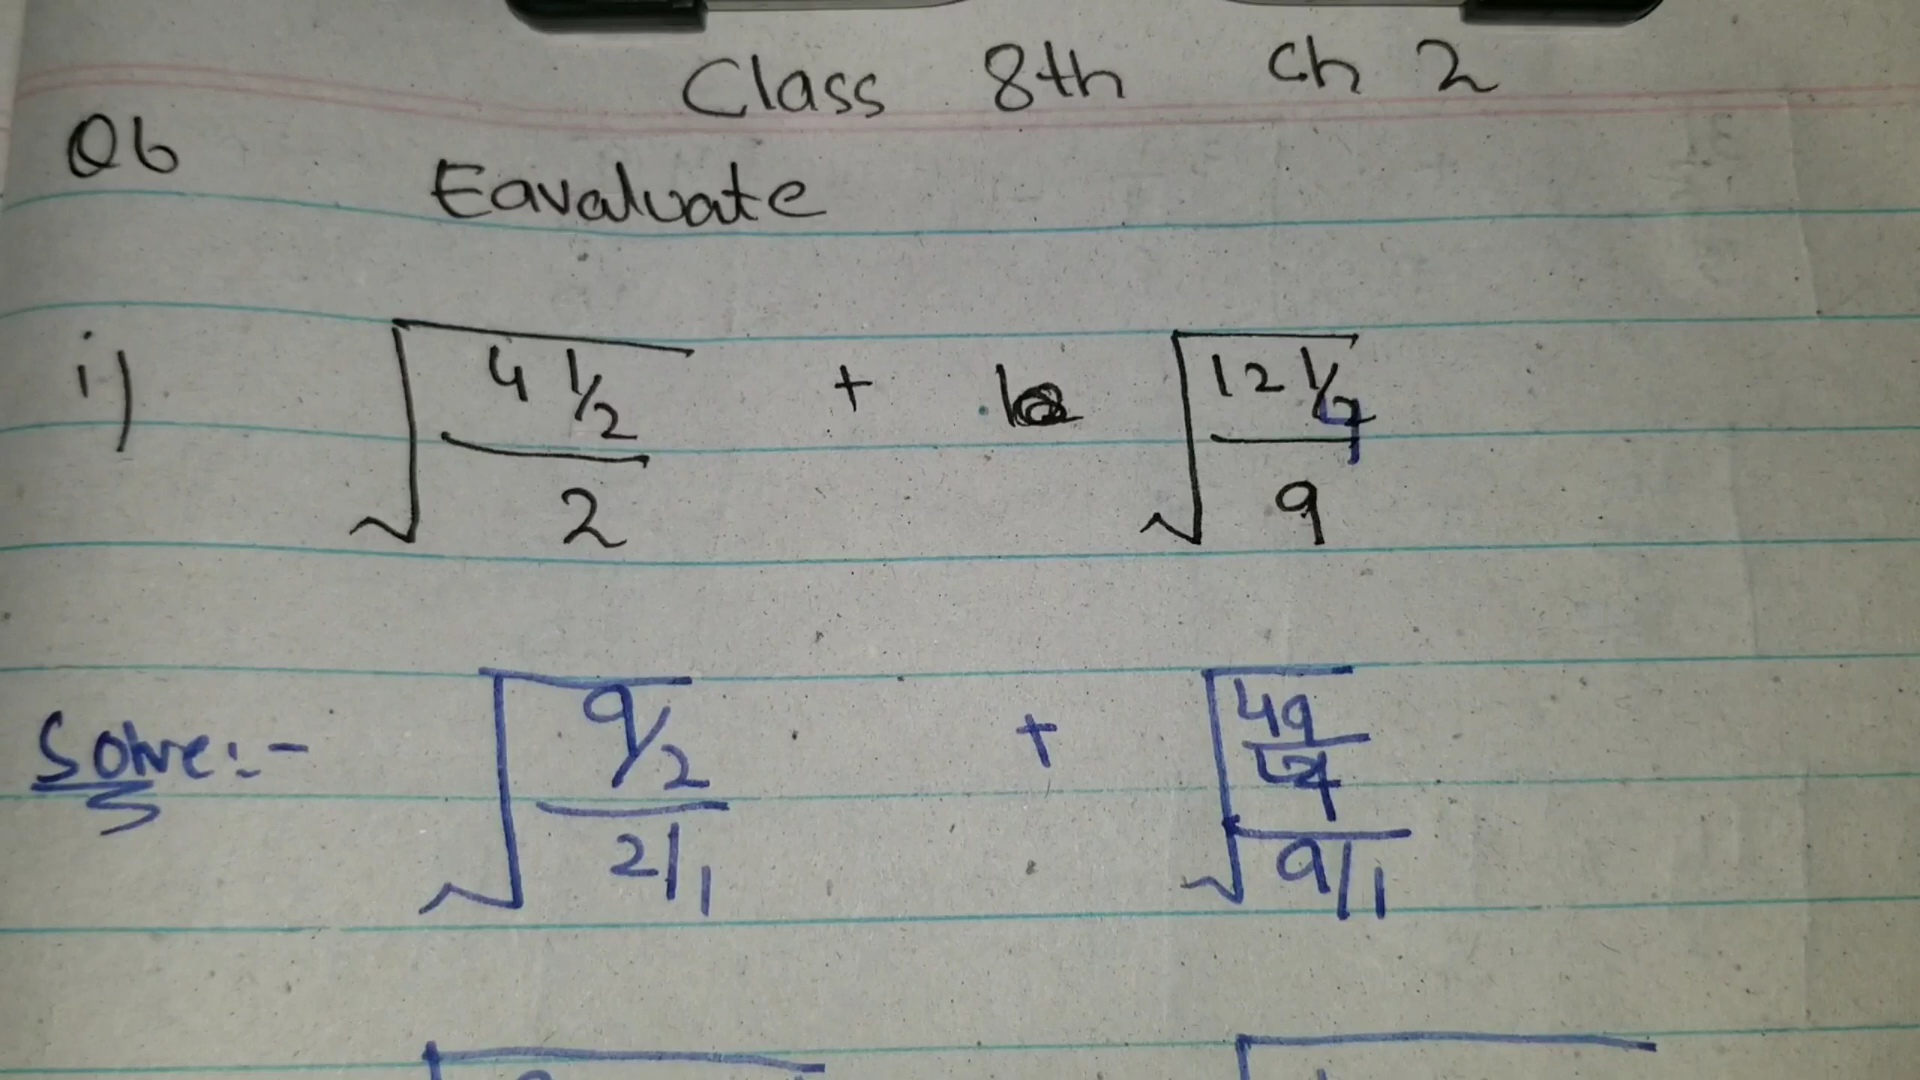 Class 8th Ch 2
Q6
Eavaluate
i) √ 4 1/2 / 2 + √ 12 1/4 / 9
Solve:- √ 9/2 / 2/1 + √ 49/4 / 9/1